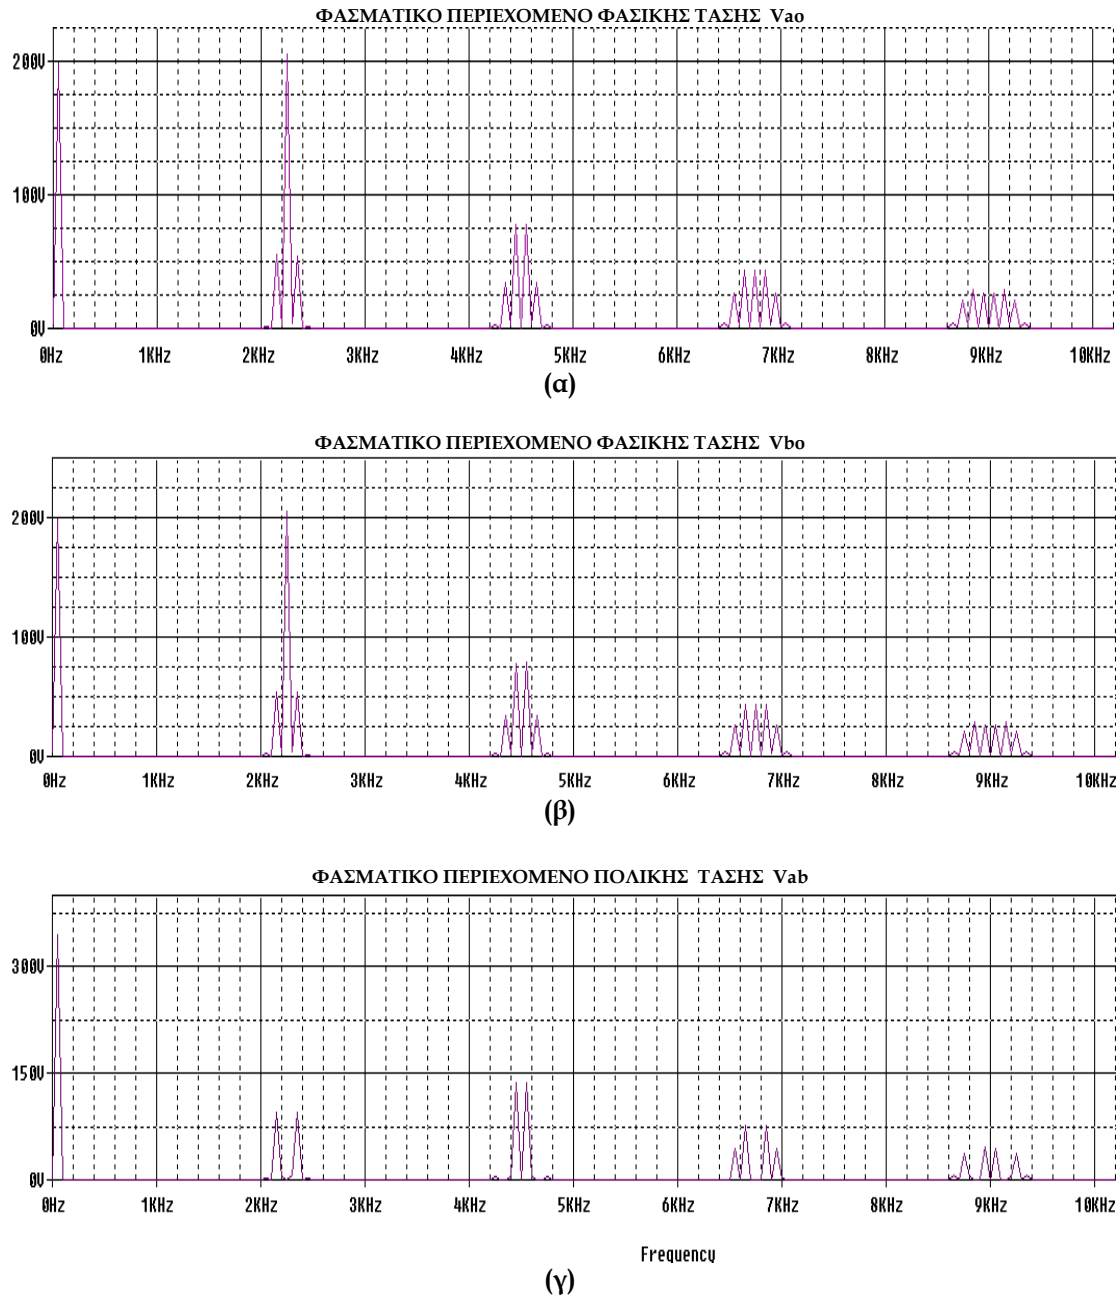 ΦΑΣΜΑΤΙΚΟ ΠΕΡΙΕΧΟΜΕΝΟ ΦΑΣΙΚΗΣ ΤΑΣΗΣ Vao
200V
100V
0V
0Hz 1KHz 2KHz 3KHz 4KHz 5KHz 6KHz 7KHz 8KHz 9KHz 10KHz
(α)
ΦΑΣΜΑΤΙΚΟ ΠΕΡΙΕΧΟΜΕΝΟ ΦΑΣΙΚΗΣ ΤΑΣΗΣ Vbo
200V
100V
0V
0Hz 1KHz 2KHz 3KHz 4KHz 5KHz 6KHz 7KHz 8KHz 9KHz 10KHz
(β)
ΦΑΣΜΑΤΙΚΟ ΠΕΡΙΕΧΟΜΕΝΟ ΠΟΛΙΚΗΣ ΤΑΣΗΣ Vab
300V
150V
0V
0Hz 1KHz 2KHz 3KHz 4KHz 5KHz 6KHz 7KHz 8KHz 9KHz 10KHz
Frequency
(γ)